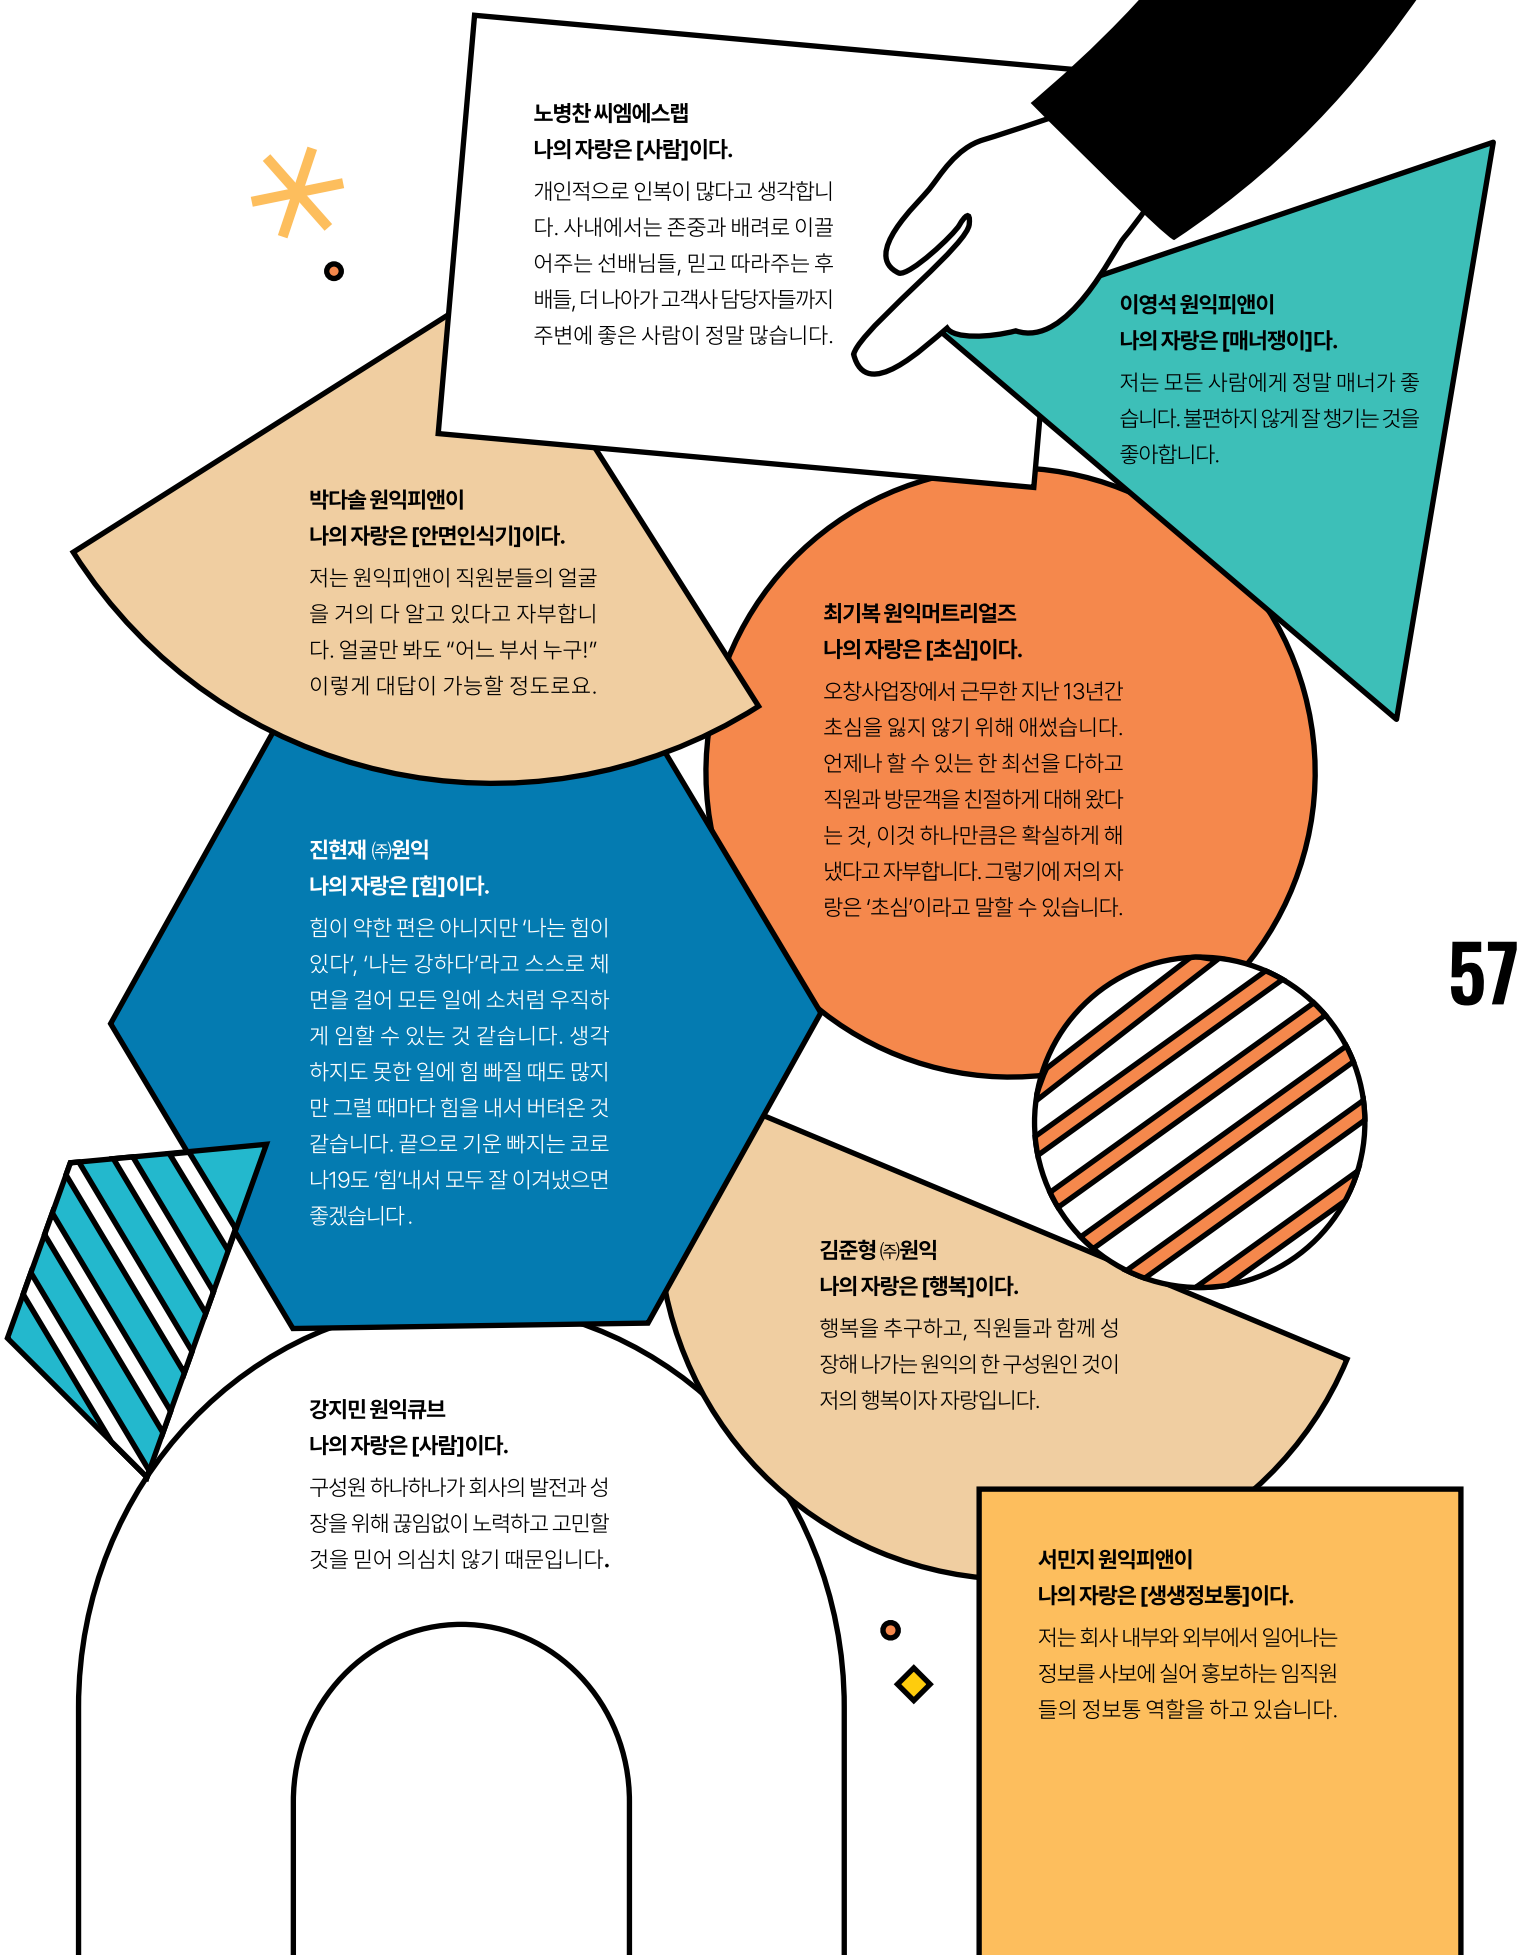 노병찬 씨엠에스랩
나의 자랑은 [사람]이다.
개인적으로 인복이 많다고 생각합니
다. 사내에서는 존중과 배려로 이끌
어주는 선배님들, 믿고 따라주는 후
배들, 더 나아가 고객사 담당자들까지
주변에 좋은 사람이 정말 많습니다.
이영석 원익피앤이
나의 자랑은 [매너쟁이]다.
저는 모든 사람에게 정말 매너가 좋
습니다. 불편하지 않게 잘 챙기는 것을
좋아합니다.
박다솔 원익피앤이
나의 자랑은 [안면인식기]이다.
저는 원익피앤이 직원분들의 얼굴
을 거의 다 알고 있다고 자부합니
다. 얼굴만 봐도 “어느 부서 누구!”
이렇게 대답이 가능할 정도로요.
최기복 원익머트리얼즈
나의 자랑은 [초심]이다.
오창사업장에서 근무한 지난 13년간
초심을 잃지 않기 위해 애썼습니다.
언제나 할 수 있는 한 최선을 다하고
직원과 방문객을 친절하게 대해 왔다
는 것, 이것 하나만큼은 확실하게 해
냈다고 자부합니다. 그렇기에 저의 자
랑은 ‘초심’이라고 말할 수 있습니다.
진현재 ㈜원익
나의 자랑은 [힘]이다.
힘이 약한 편은 아니지만 ‘나는 힘이
있다’, ‘나는 강하다’라고 스스로 체
면을 걸어 모든 일에 소처럼 우직하
게 임할 수 있는 것 같습니다. 생각
하지도 못한 일에 힘 빠질 때도 많지
만 그럴 때마다 힘을 내서 버텨온 것
같습니다. 끝으로 기운 빠지는 코로
나19도 ‘힘’내서 모두 잘 이겨냈으면
좋겠습니다.
57
김준형 ㈜원익
나의 자랑은 [행복]이다.
행복을 추구하고, 직원들과 함께 성
장해 나가는 원익의 한 구성원인 것이
저의 행복이자 자랑입니다.
강지민 원익큐브
나의 자랑은 [사람]이다.
구성원 하나하나가 회사의 발전과 성
장을 위해 끊임없이 노력하고 고민할
것을 믿어 의심치 않기 때문입니다.
서민지 원익피앤이
나의 자랑은 [생생정보통]이다.
저는 회사 내부와 외부에서 일어나는
정보를 사보에 실어 홍보하는 임직원
들의 정보통 역할을 하고 있습니다.